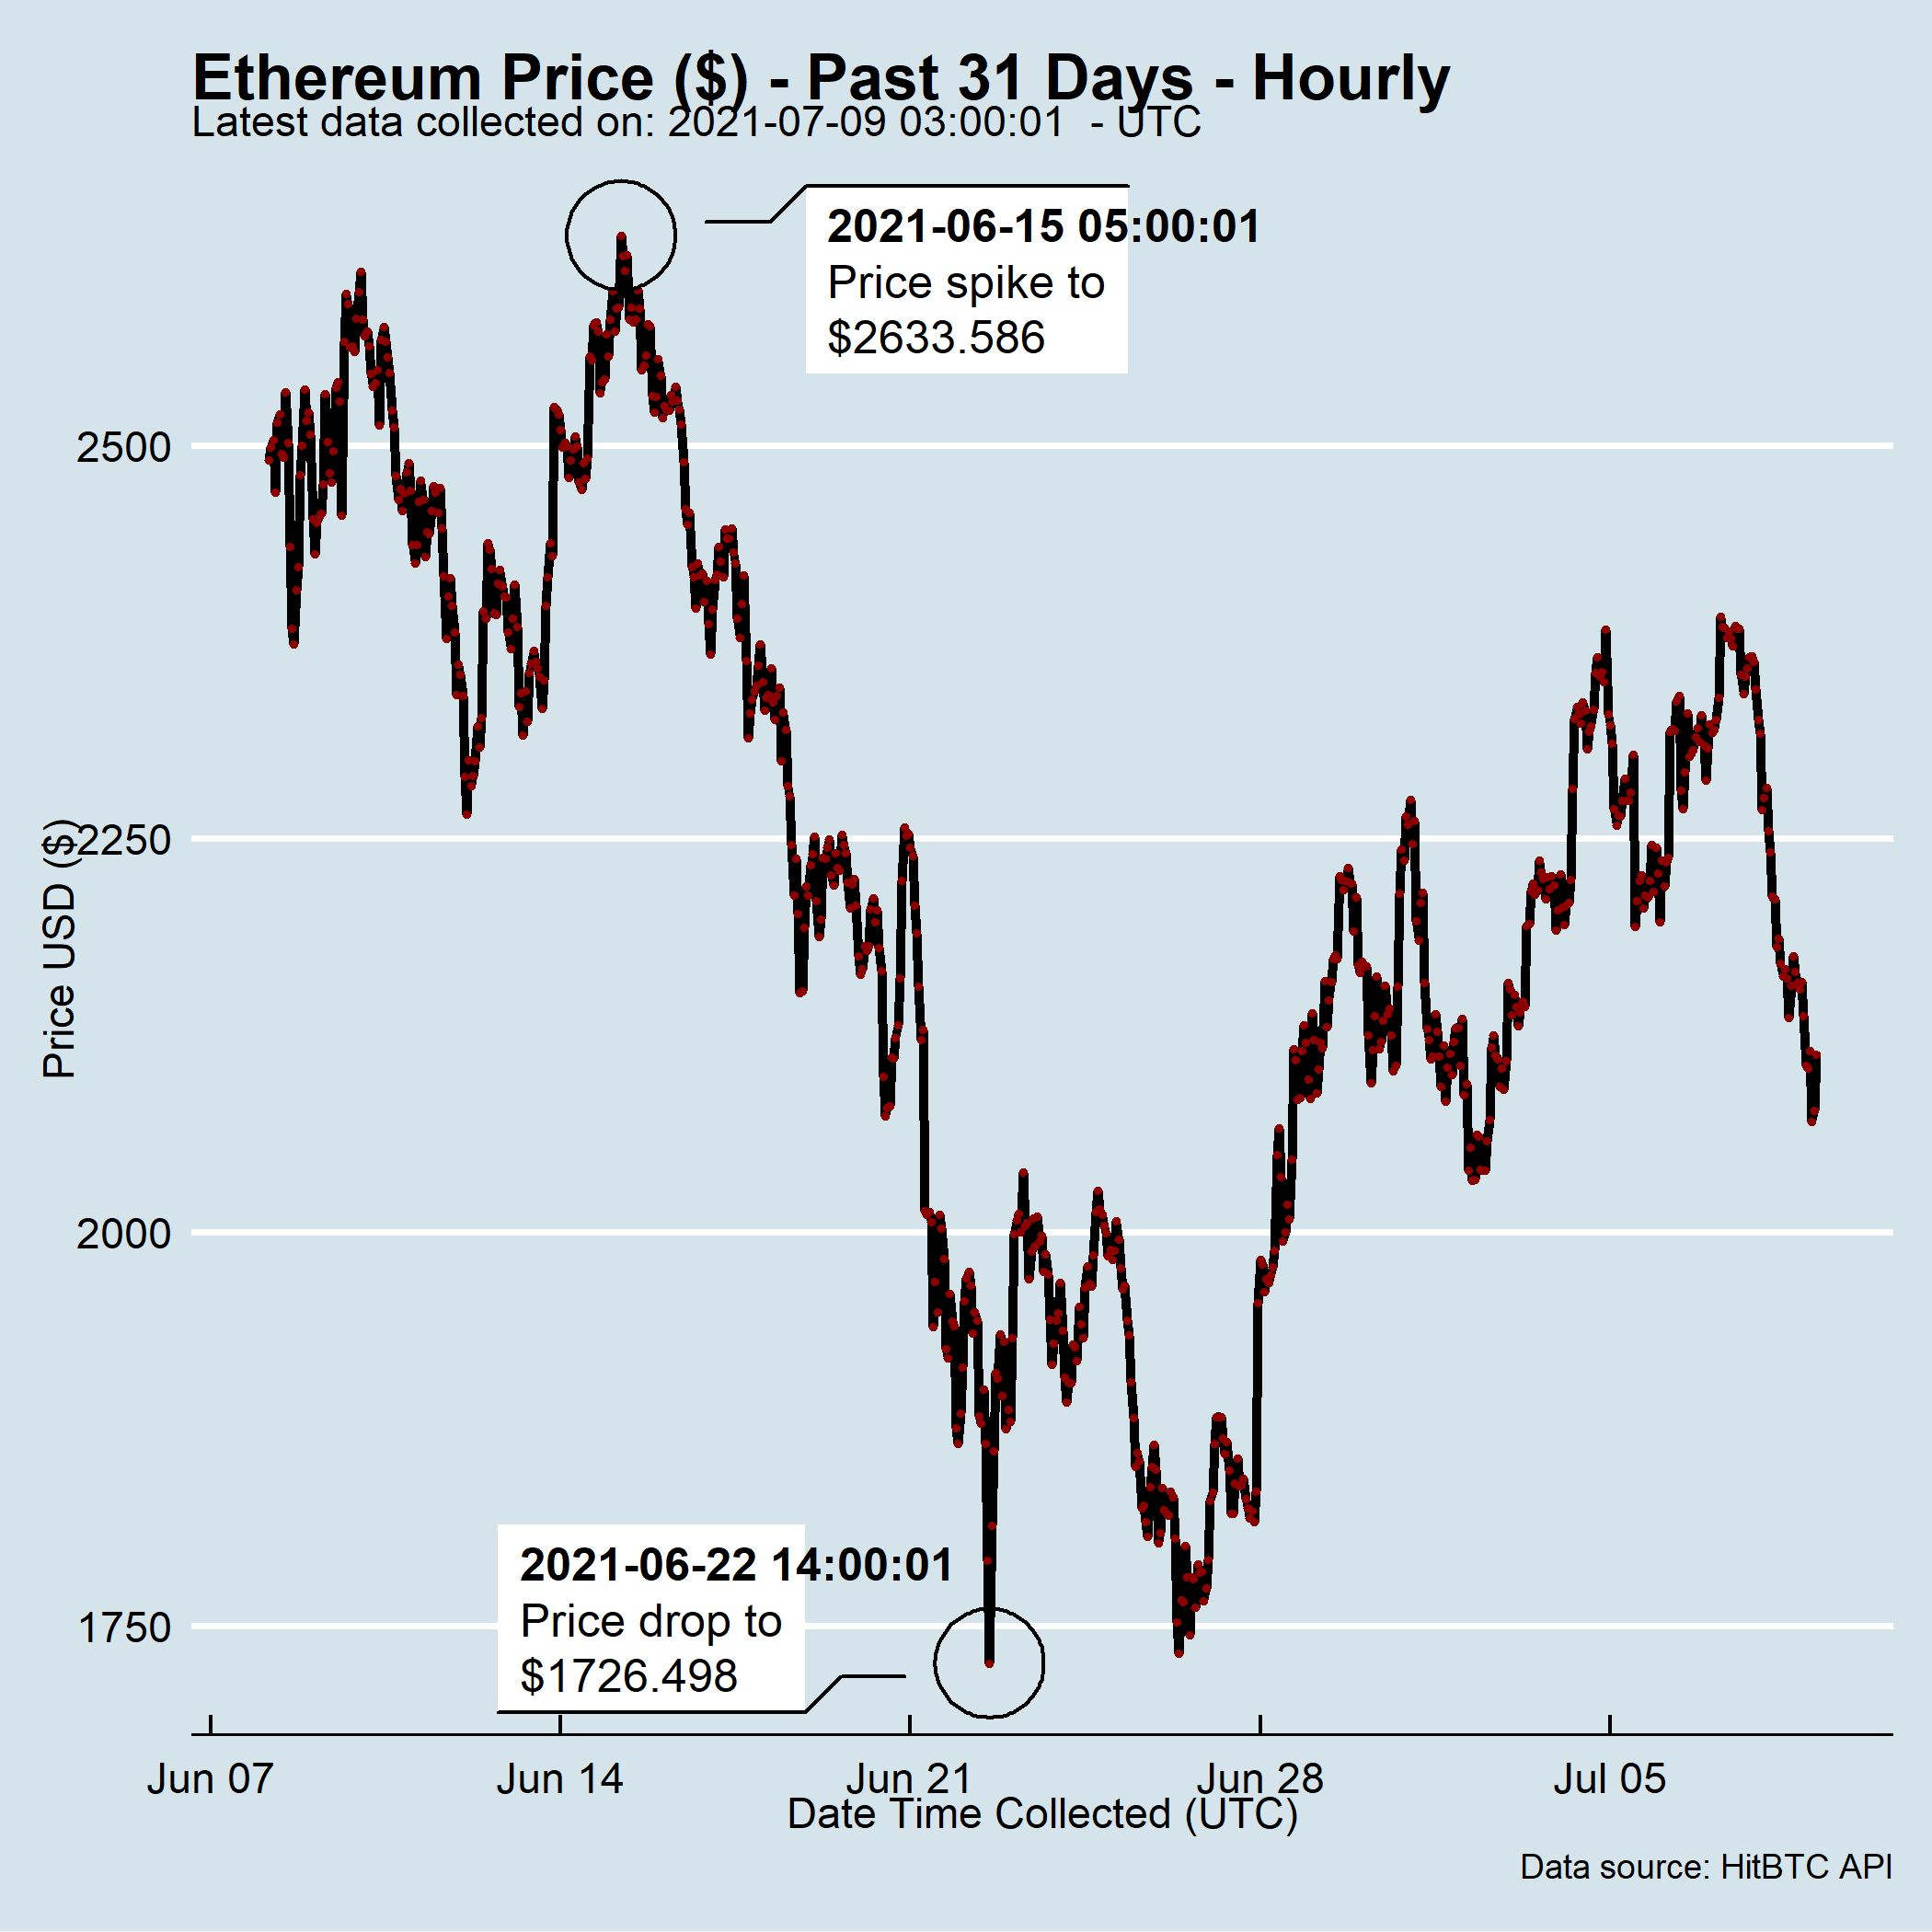 Ethereum Price ($) - Past 31 Days - Hourly
Latest data collected on: 2021-07-09 03:00:01  - UTC
2021-06-15 05:00:01
Price spike to
$2633.586
2500
2250
2000
1750
Price USD ($)
2021-06-22 14:00:01
Price drop to
$1726.498
Jun 07
Jun 14
Jun 21
Jun 28
Jul 05
Date Time Collected (UTC)
Data source: HitBTC API